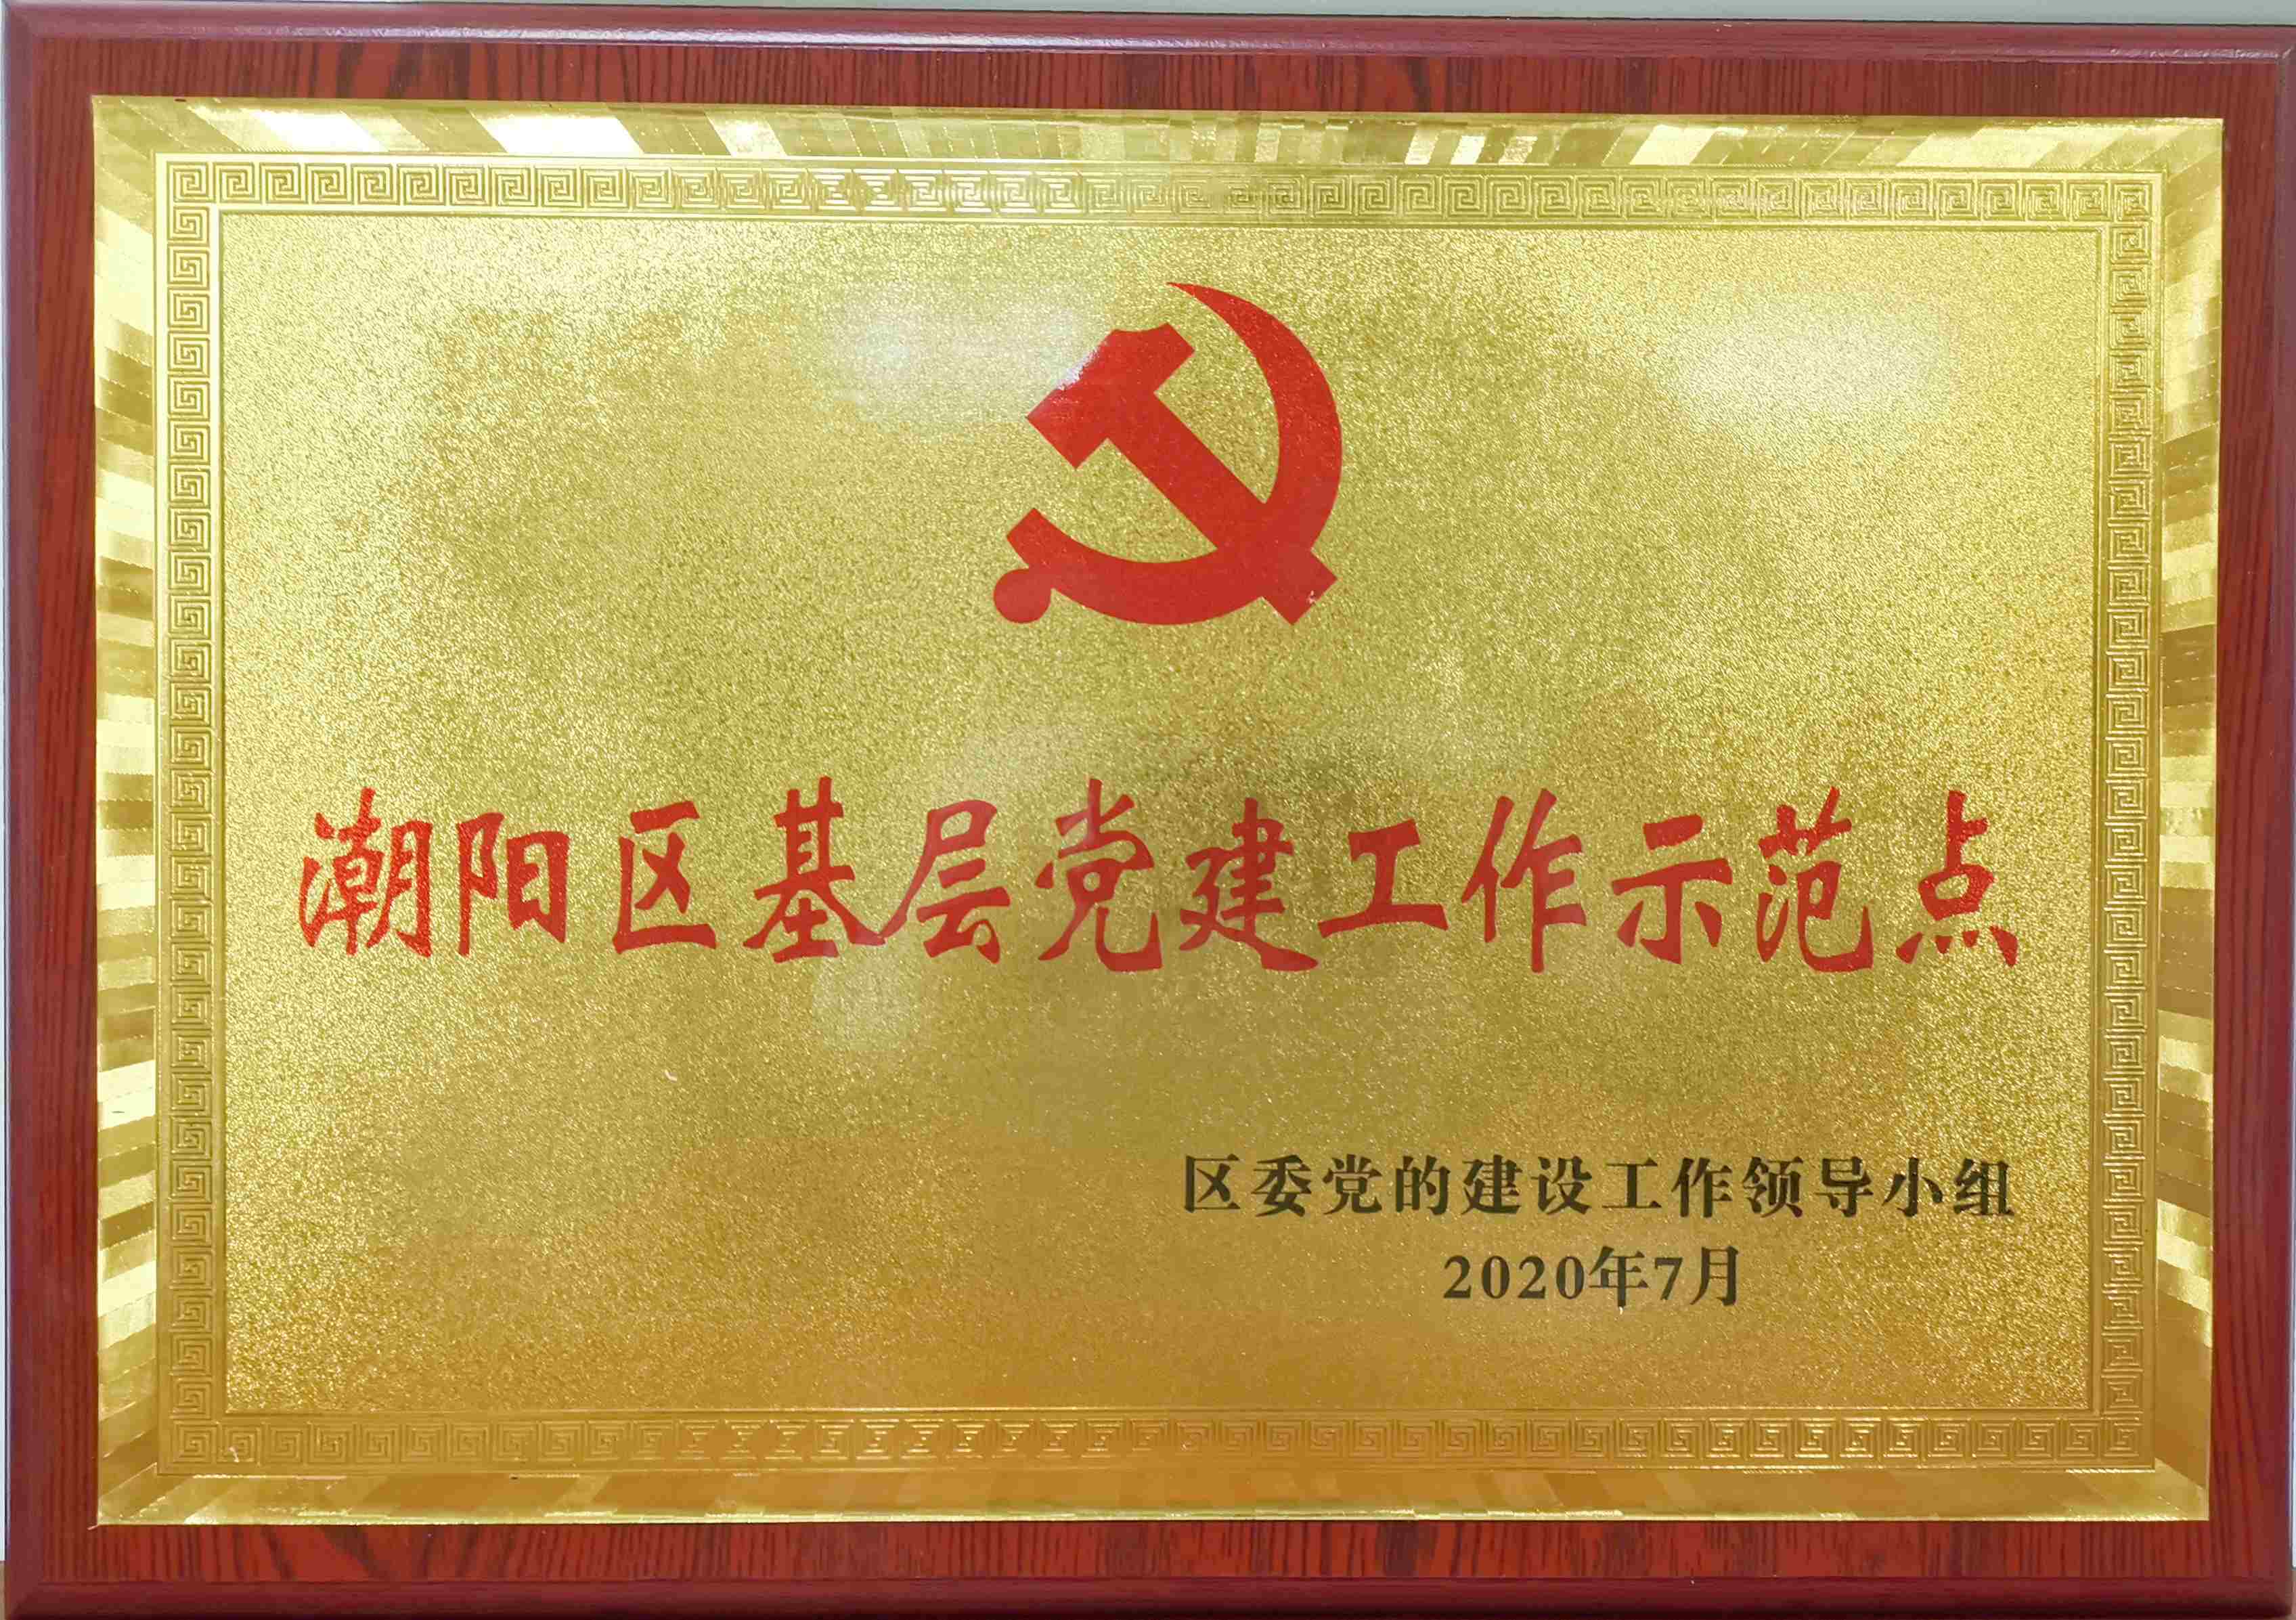 潮阳区基层党建工作示范点
区委党的建设工作领导小组
2020年7月